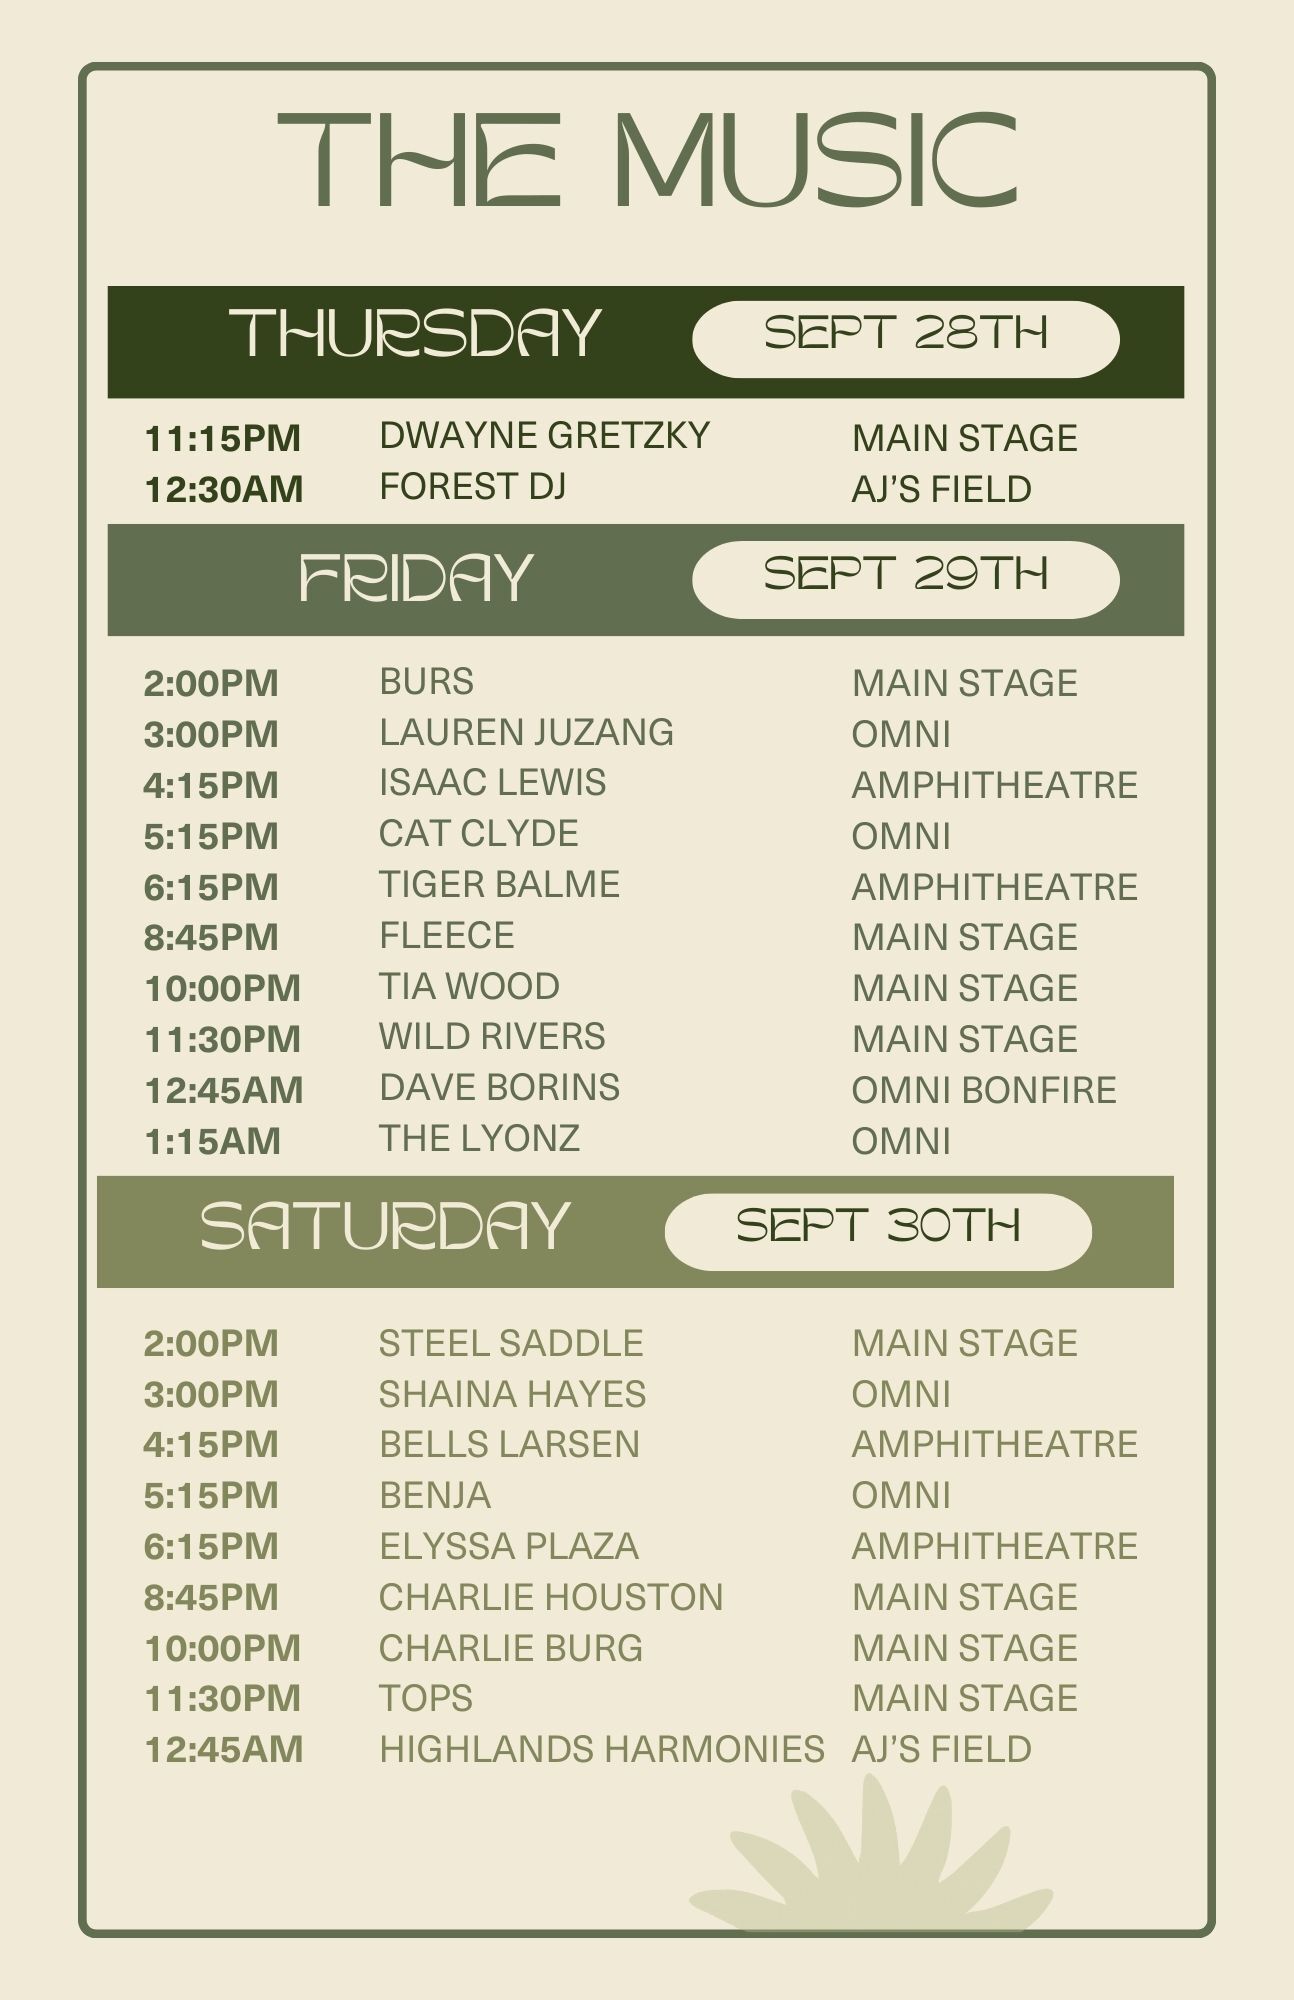 THE MUSIC
THURSDAY SEPT 28TH
11:15PM DWAYNE GRETZKY MAIN STAGE
12:30AM FOREST DJ AJ'S FIELD
FRIDAY SEPT 29TH
2:00PM BURS MAIN STAGE
3:00PM LAUREN JUZANG OMNI
4:15PM ISAAC LEWIS AMPHITHEATRE
5:15PM CAT CLYDE OMNI
6:15PM TIGER BALME AMPHITHEATRE
8:45PM FLEECE MAIN STAGE
10:00PM TIA WOOD MAIN STAGE
11:30PM WILD RIVERS MAIN STAGE
12:45AM DAVE BORINS OMNI BONFIRE
1:15AM THE LYONZ OMNI
SATURDAY SEPT 30TH
2:00PM STEEL SADDLE MAIN STAGE
3:00PM SHAINA HAYES OMNI
4:15PM BELLS LARSEN AMPHITHEATRE
5:15PM BENJA OMNI
6:15PM ELYSSA PLAZA AMPHITHEATRE
8:45PM CHARLIE HOUSTON MAIN STAGE
10:00PM CHARLIE BURG MAIN STAGE
11:30PM TOPS MAIN STAGE
12:45AM HIGHLANDS HARMONIES AJ'S FIELD